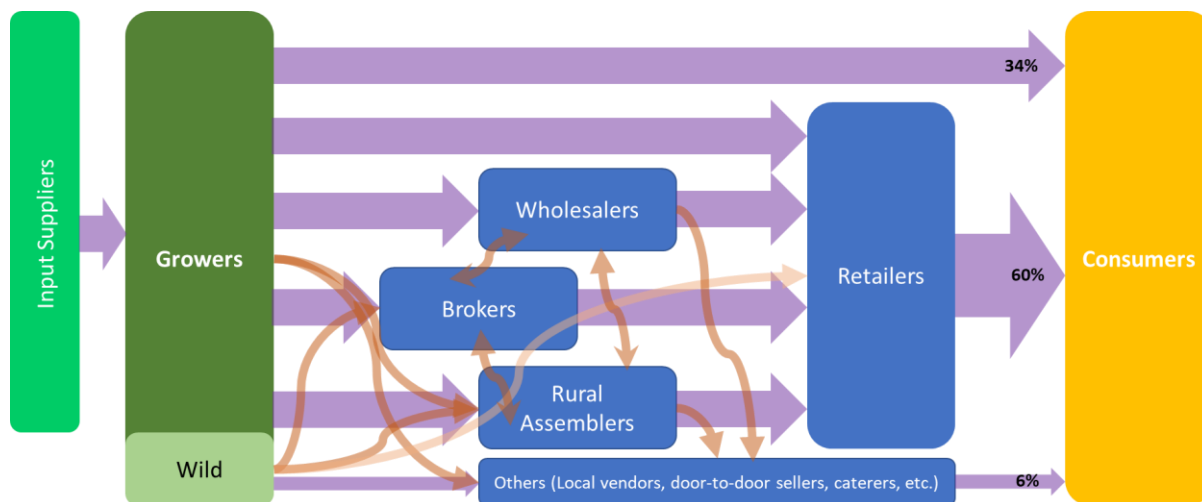 Input Suppliers
Growers
Wild
Wholesalers
Brokers
Rural
Assemblers
Others (Local vendors, door-to-door sellers, caterers, etc.)
Retailers
34%
60%
6%
Consumers